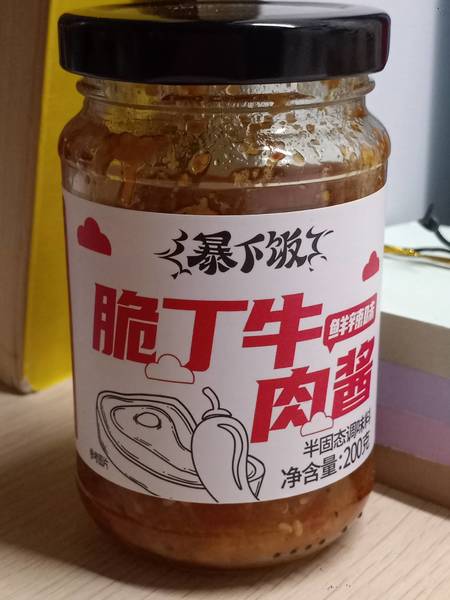 暴下饭
脆丁牛
鲜辣味
肉酱
半固态调味料
净含量:200克